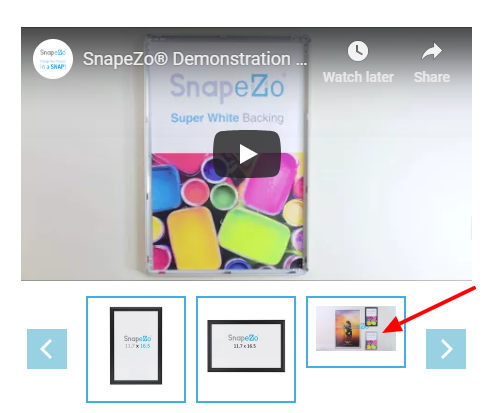 SnapeZo
in a SNAP!
SnapeZo® Demonstration ...
Watch later
Share
SnapeZo®
Super White Backing
SnapeZo
11.7 x 16.5
SnapeZo
11.7 x 16.5